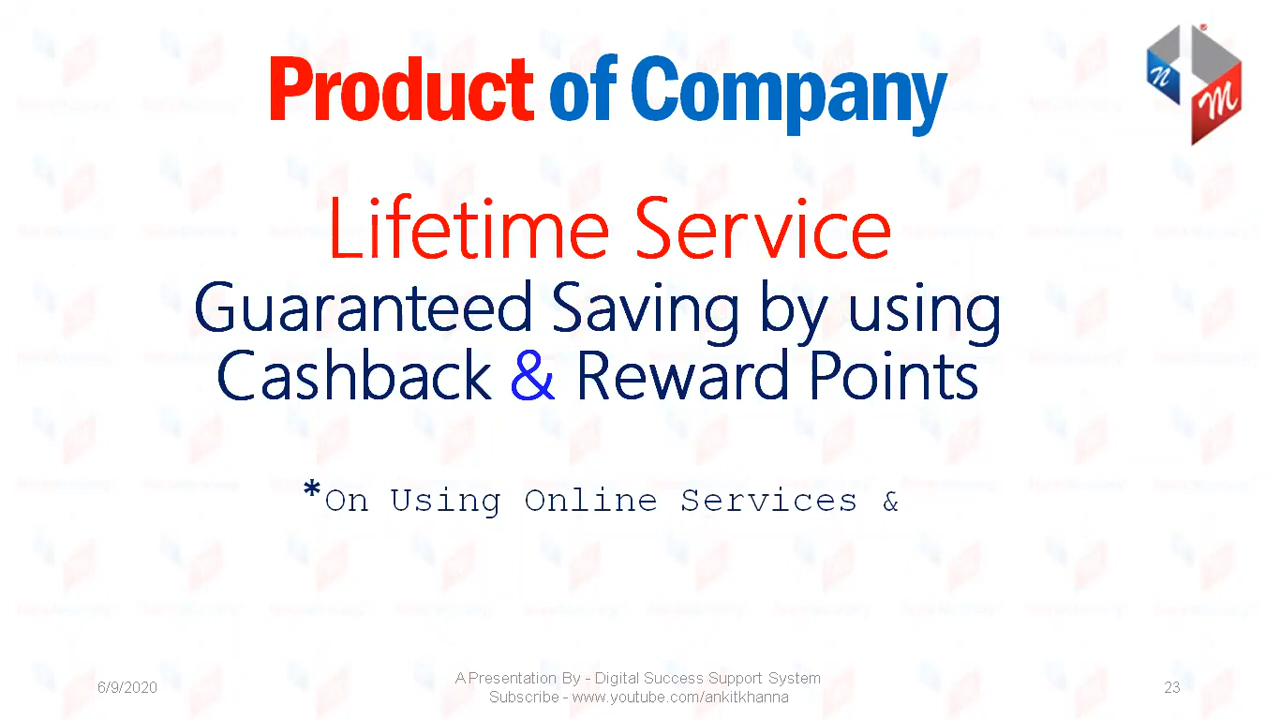 Product of Company
n M
Lifetime Service
Guaranteed Saving by using
Cashback & Reward Points
*On Using Online Services &
6/9/2020
A Presentation By - Digital Success Support System
Subscribe - www.youtube.com/ankitkhanna
23